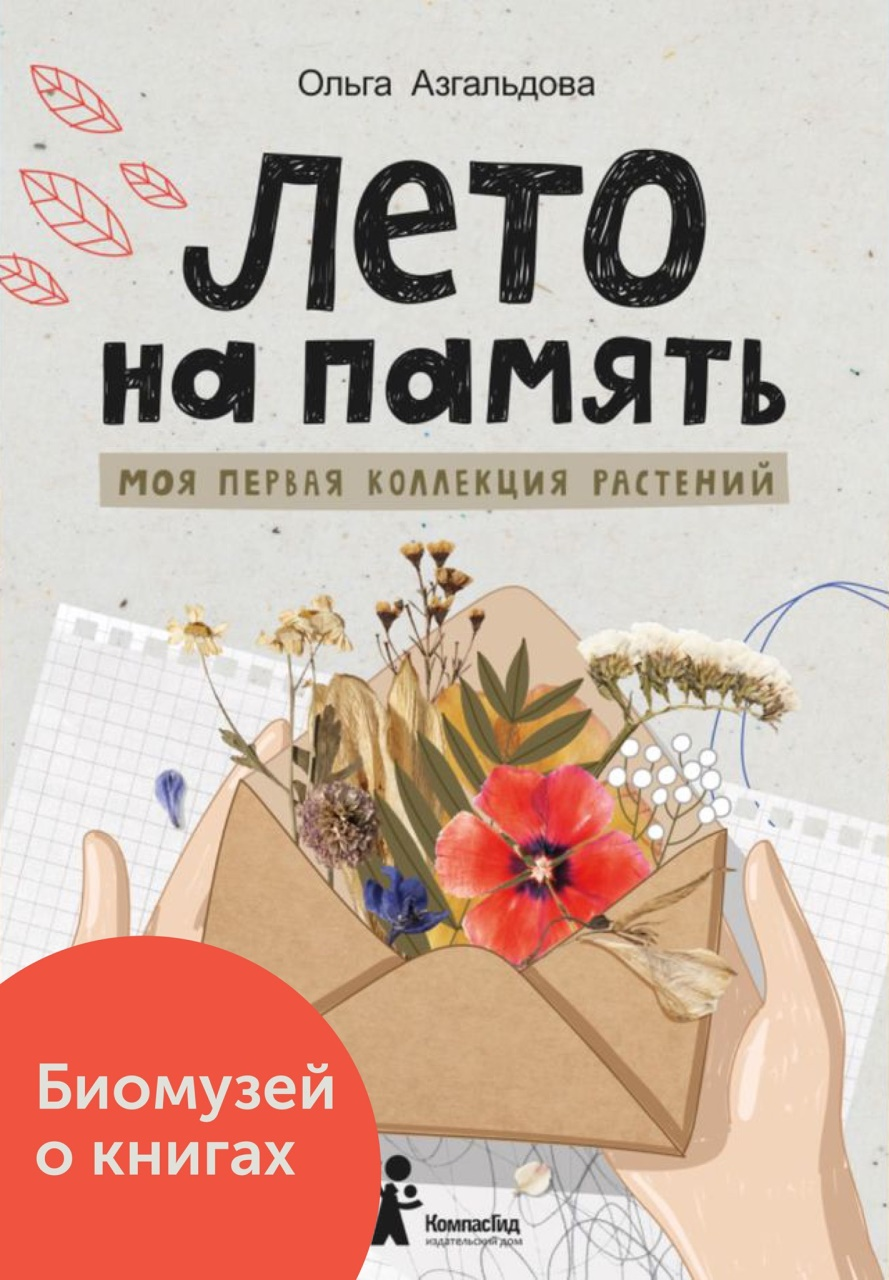 Ольга Азгальдова
Лето
на память
МОЯ ПЕРВАЯ КОЛЛЕКЦИЯ РАСТЕНИЙ
Биомузей
о книгах
КомпасГид
издательский дом